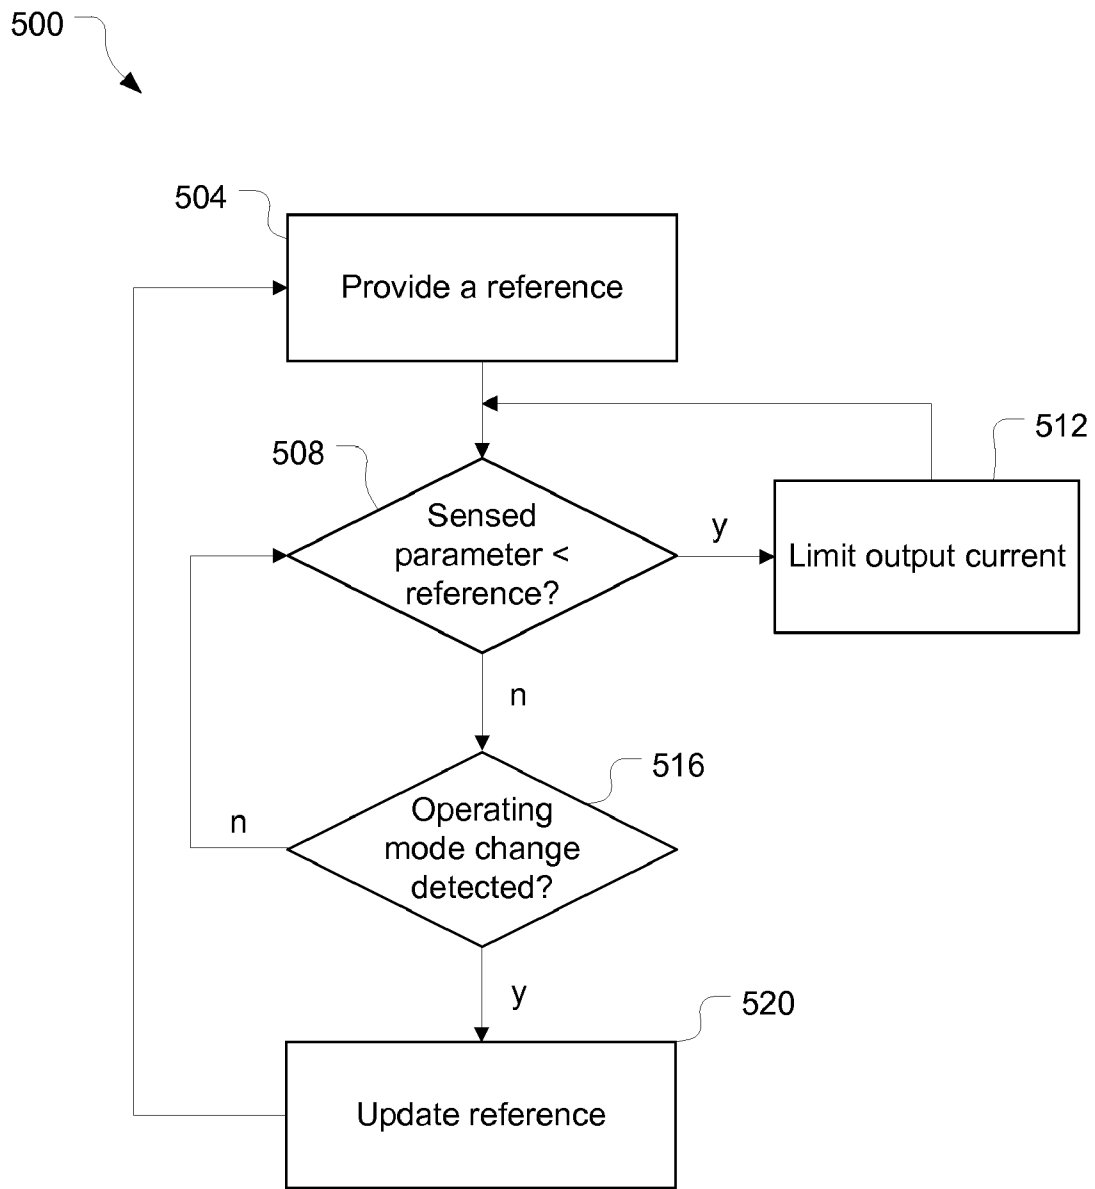 500
504
Provide a reference
512
508
Sensed
parameter <
reference?
y
Limit output current
n
516
Operating
mode change
detected?
n
y
520
Update reference